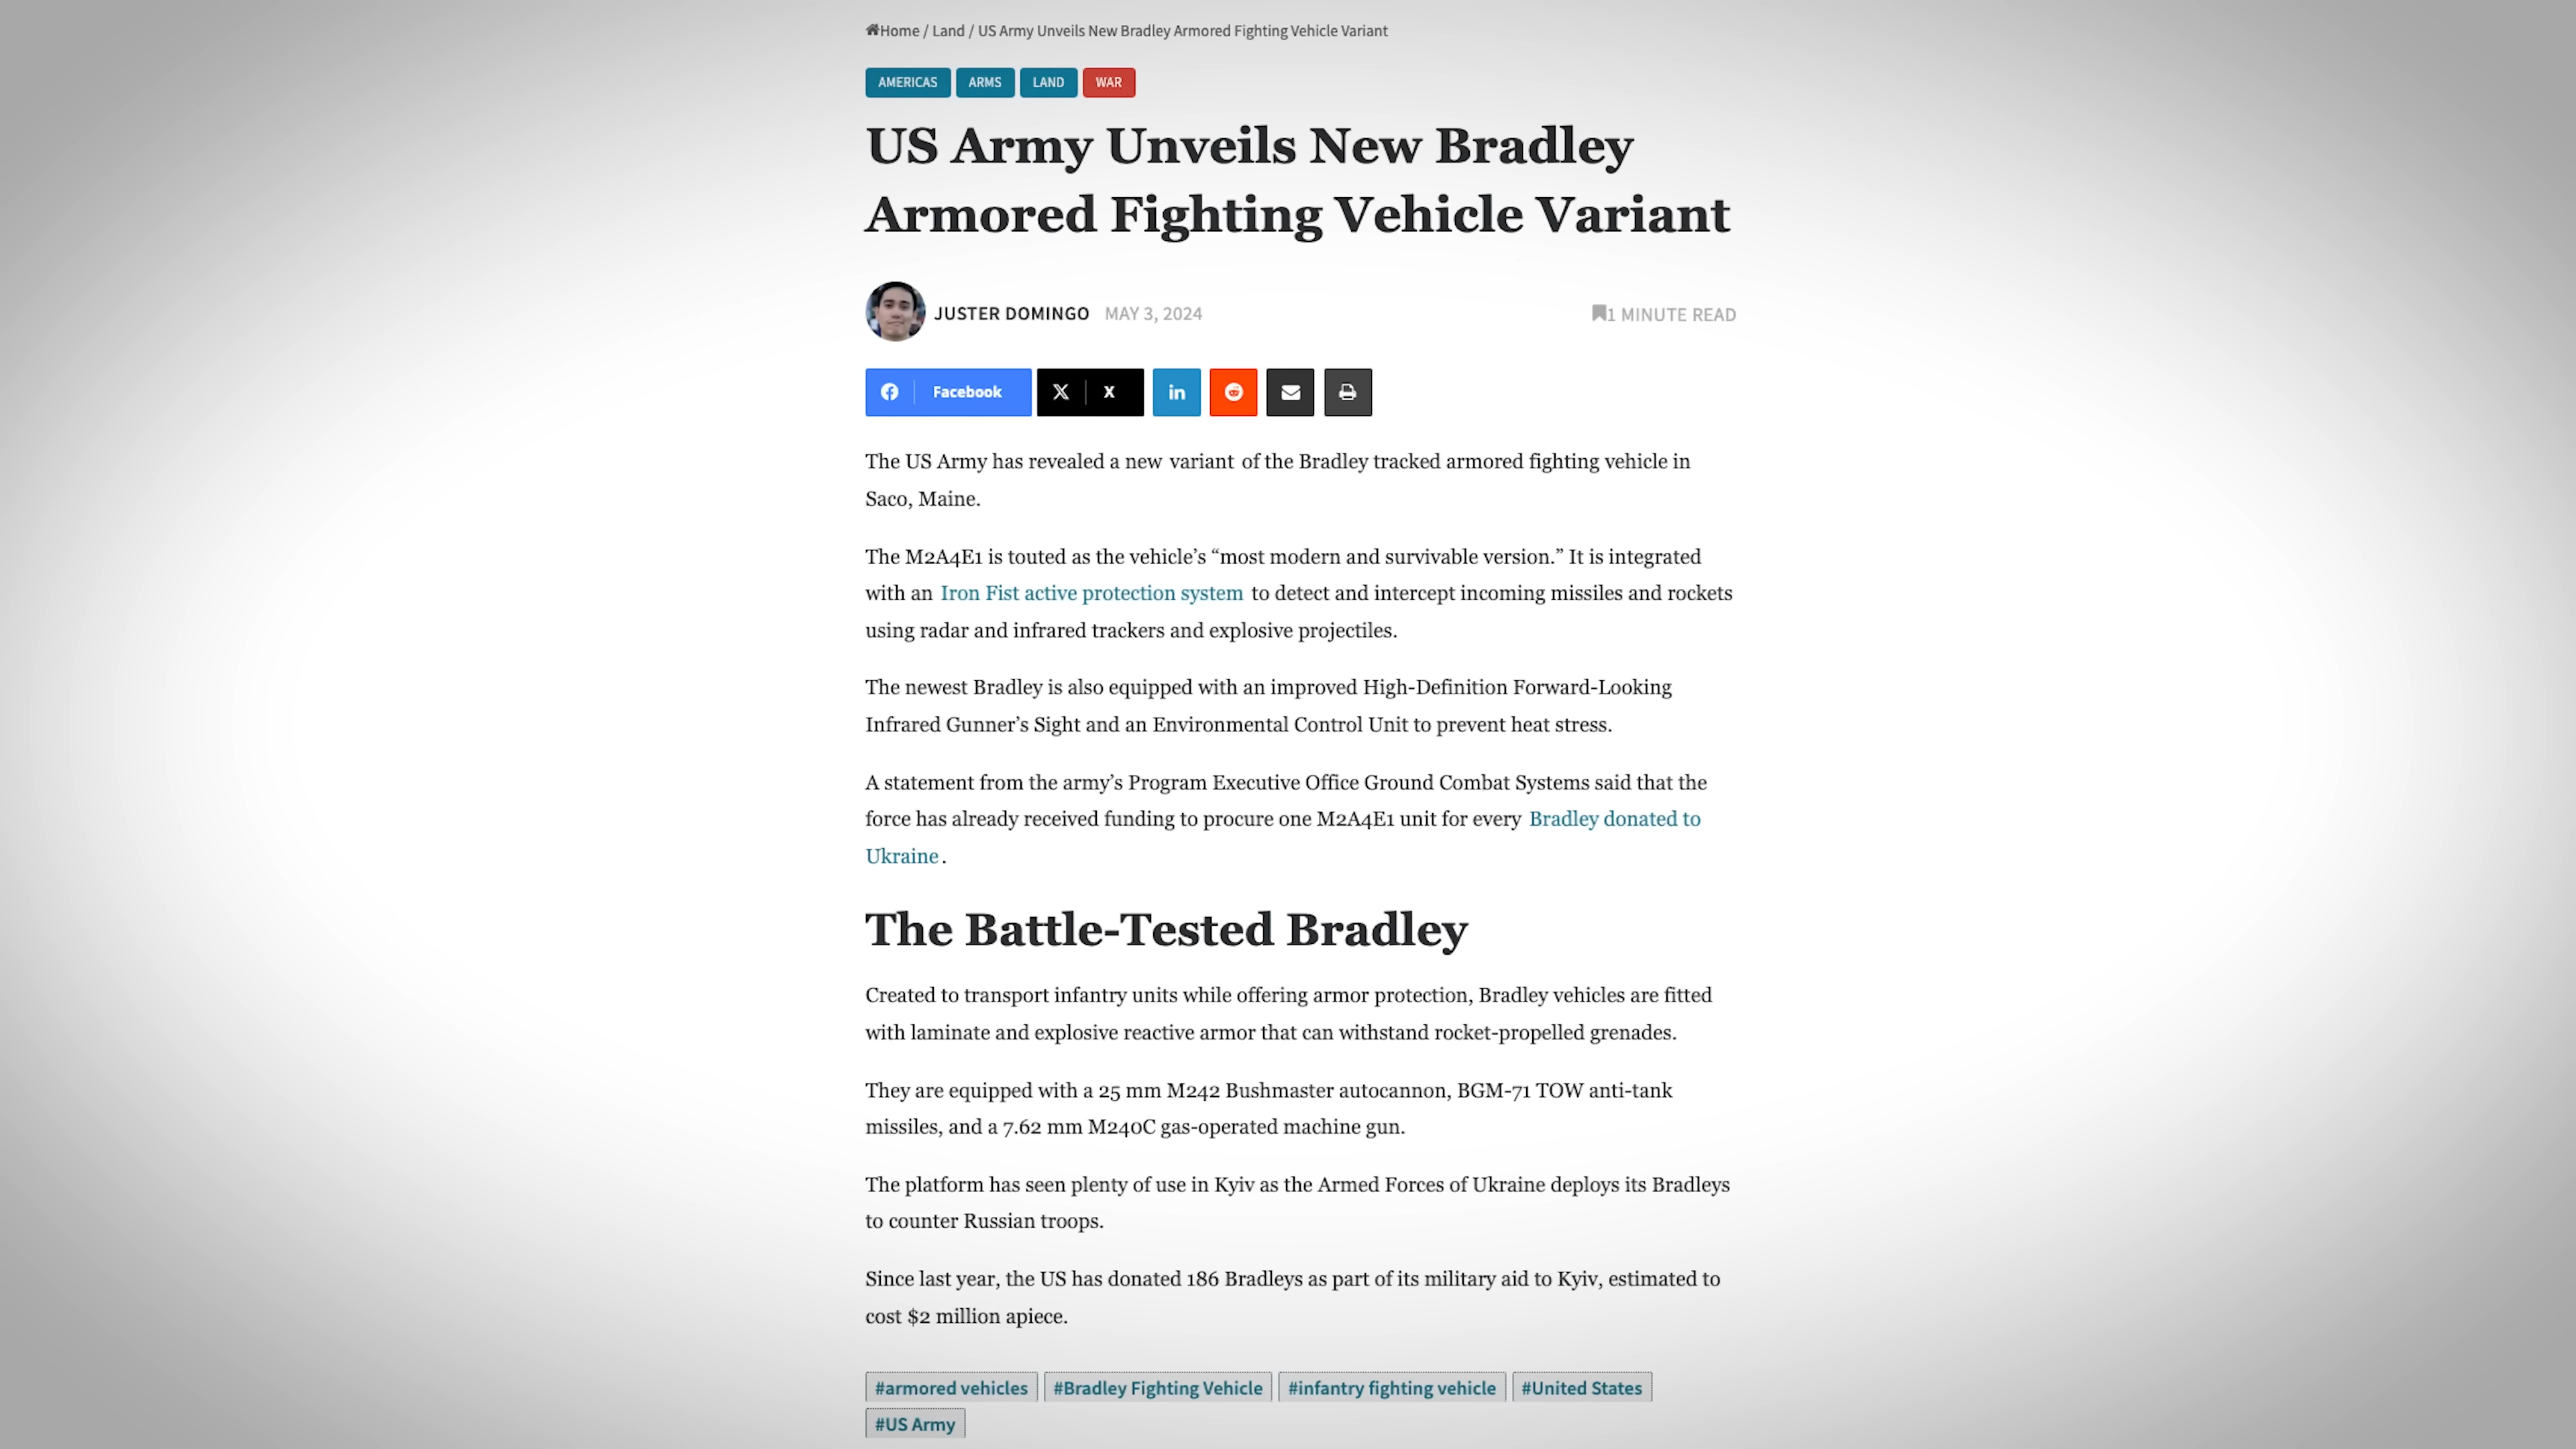 Home / Land / US Army Unveils New Bradley Armored Fighting Vehicle Variant
AMERICAS ARMS LAND WAR
US Army Unveils New Bradley
Armored Fighting Vehicle Variant
JUSTER DOMINGO MAY 3, 2024 1 MINUTE READ
Facebook X in
The US Army has revealed a new variant of the Bradley tracked armored fighting vehicle in
Saco, Maine.
The M2A4E1 is touted as the vehicle’s “most modern and survivable version.” It is integrated
with an Iron Fist active protection system to detect and intercept incoming missiles and rockets
using radar and infrared trackers and explosive projectiles.
The newest Bradley is also equipped with an improved High-Definition Forward-Looking
Infrared Gunner’s Sight and an Environmental Control Unit to prevent heat stress.
A statement from the army’s Program Executive Office Ground Combat Systems said that the
force has already received funding to procure one M2A4E1 unit for every Bradley donated to
Ukraine.
The Battle-Tested Bradley
Created to transport infantry units while offering armor protection, Bradley vehicles are fitted
with laminate and explosive reactive armor that can withstand rocket-propelled grenades.
They are equipped with a 25 mm M242 Bushmaster autocannon, BGM-71 TOW anti-tank
missiles, and a 7.62 mm M240C gas-operated machine gun.
The platform has seen plenty of use in Kyiv as the Armed Forces of Ukraine deploys its Bradleys
to counter Russian troops.
Since last year, the US has donated 186 Bradleys as part of its military aid to Kyiv, estimated to
cost $2 million apiece.
#armored vehicles #Bradley Fighting Vehicle #infantry fighting vehicle #United States
#US Army